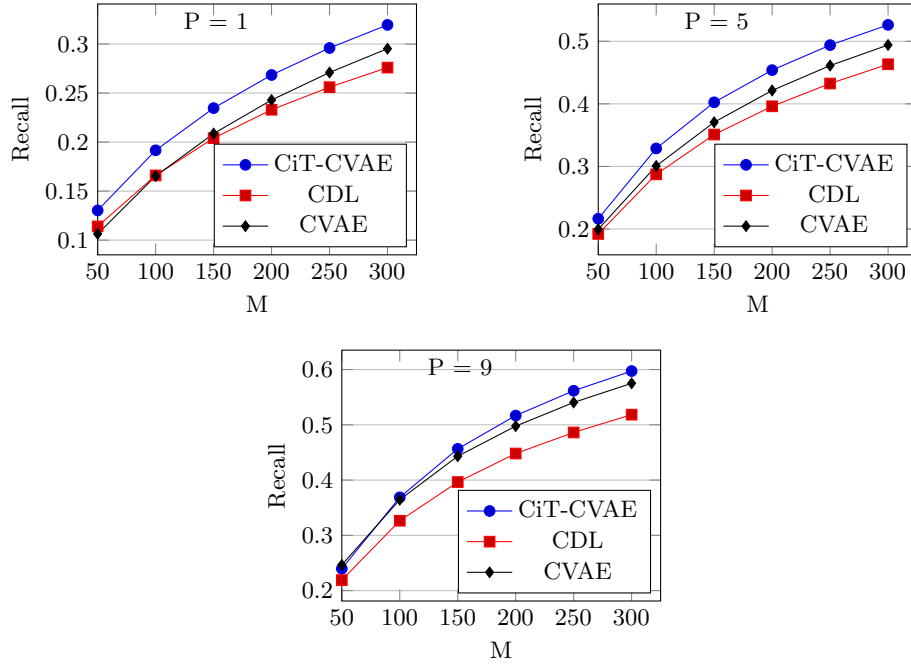 P = 1
0.3
0.25
0.2
0.15
0.1
Recall
CiT-CVAE
CDL
CVAE
50 100 150 200 250 300
M
P = 5
0.5
0.4
0.3
0.2
Recall
CiT-CVAE
CDL
CVAE
50 100 150 200 250 300
M
P = 9
0.6
0.5
0.4
0.3
0.2
Recall
CiT-CVAE
CDL
CVAE
50 100 150 200 250 300
M